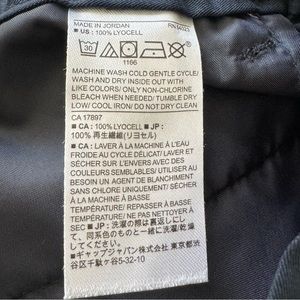 MADE IN JORDAN RN54023
■ US : 100% LYOCELL
30
1166
MACHINE WASH COLD GENTLE CYCLE/
WASH AND DRY INSIDE OUT WITH
LIKE COLORS/ ONLY NON-CHLORINE
BLEACH WHEN NEEDED/ TUMBLE DRY
LOW/ COOL IRON/ DO NOT DRY CLEAN
CA 17897
■ CA : 100% LYOCELL ■ JP :
100% 再生繊維(リヨセル)
■ CA : LAVER À LA MACHINE À L'EAU
FROIDE AU CYCLE DÉLICAT/ LAVER ET
SÉCHER SUR L'ENVERS AVEC DES
COULEURS SEMBLABLES/ AU
BESOIN UN AGENT DE BLANCHIMENT
SANS CHLORE UNIQUEMENT/ SÉCHER
À LA MACHINE À BASSE
TEMPÉRATURE/ REPASSER À BASSE
TEMPÉRATURE/ NE PAS NETTOYER À
SEC ■ JP : 洗濯の際は裏返しにし
て、同系色のものと一緒に洗ってくだ
さい。
■ギャップジャパン株式会社 東京都渋
谷区千駄ヶ谷5-32-10